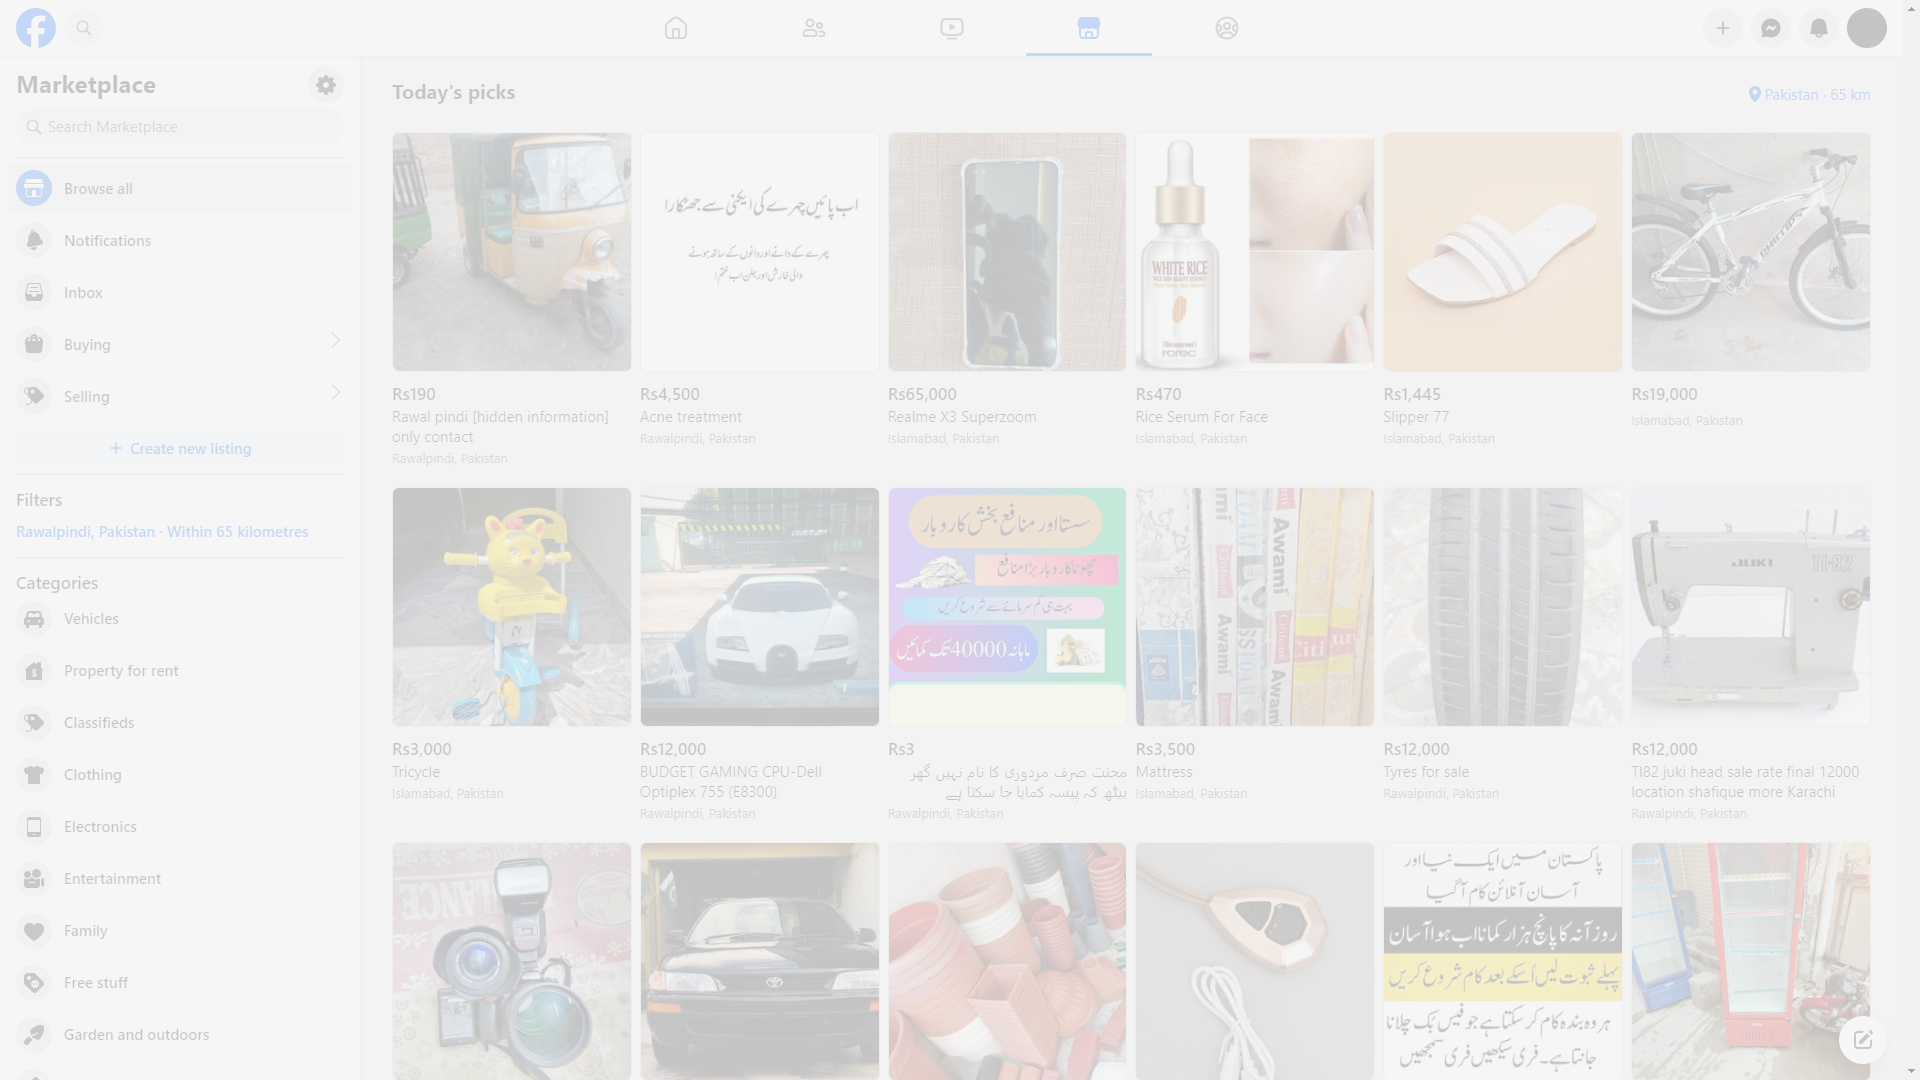 Marketplace
Search Marketplace
Browse all
Notifications
Inbox
Buying
Selling
Create new listing
Filters
Rawalpindi, Pakistan · Within 65 kilometres
Categories
Vehicles
Property for rent
Classifieds
Clothing
Electronics
Entertainment
Family
Free stuff
Garden and outdoors
Today's picks
Pakistan · 65 km
اب پائیں چہرے کی ایکنی سے چھٹکارا
چہرے کے دانے اور دانوں کے ساتھ ہونے
والی خارش اور جلن اب ختم!
WHITE RICE
rorec
PHILLIPS
Rs190
Rawal pindi [hidden information]
only contact
Rawalpindi, Pakistan
Rs4,500
Acne treatment
Rawalpindi, Pakistan
Rs65,000
Realme X3 Superzoom
Islamabad, Pakistan
Rs470
Rice Serum For Face
Islamabad, Pakistan
Rs1,445
Slipper 77
Islamabad, Pakistan
Rs19,000
Islamabad, Pakistan
سستا اور منافع بخش کاروبار
چھوٹا کاروبار بڑا منافع
بہت ہی کم سرمائے سے شروع کریں
ماہانہ 40000 تک کمائیں
Awami
Awami
Awami
Awami
Citi
JUKI
TL-82
Rs3,000
Tricycle
Islamabad, Pakistan
Rs12,000
BUDGET GAMING CPU-Dell
Optiplex 755 (E8300)
Rawalpindi, Pakistan
Rs3
محنت صرف مزدوری کا نام نہیں گھر
بیٹھ کہ پیسہ کمایا جا سکتا ہے
Rawalpindi, Pakistan
Rs3,500
Mattress
Islamabad, Pakistan
Rs12,000
Tyres for sale
Rawalpindi, Pakistan
Rs12,000
Tl82 juki head sale rate final 12000
location shafique more Karachi
Rawalpindi, Pakistan
پاکستان میں ایک نیا اور
آسان آنلائن کام آگیا
روزآنہ کا پانچ ہزار کمانا اب ہوا آسان
پہلے ثبوت لیں اُسکے بعد کام شروع کریں
ہر وہ بندہ کام کر سکتا ہے جو فیس بک چلانا
جانتا ہے۔ فری سیکھیں فری سمجھیں